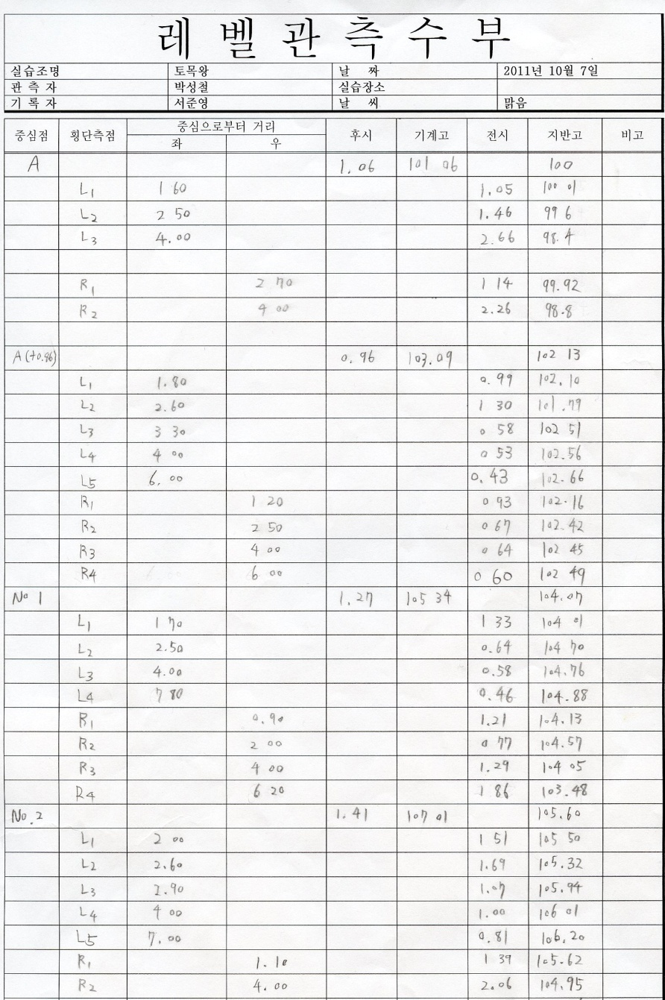 레벨관측수부
실습조명 토목왕 날 짜 2011년 10월 7일
관 측 자 박성철 실습장소
기 록 자 서준영 날 씨 맑음
중심점 횡단측점 중심으로부터 거리 후시 기계고 전시 지반고 비고
좌 우
A 1.06 101 06 100
L1 1 60 1.05 100 01
L2 2 50 1.46 99 6
L3 4.00 2.66 98.4
R1 2 70 1 14 99.92
R2 4 00 2.26 98.8
A(+0.86) 0.96 103.09 102 13
L1 1.80 0.99 102.10
L2 2.60 1 30 101.79
L3 3 30 0 58 102 51
L4 4 00 0 53 102.56
L5 6.00 0.43 102.66
R1 1 20 0 93 102.16
R2 2 50 0 67 102.42
R3 4 00 0 64 102 45
R4 6 00 0 60 102 49
No 1 1.27 105 34 104.07
L1 1 70 1 33 104 01
L2 2.50 0.64 104 70
L3 4.00 0.58 104.76
L4 7 80 0.46 104.88
R1 0.90 1.21 104.13
R2 2 00 0 77 104.57
R3 4 00 1.29 104 05
R4 6 20 1 86 103.48
No.2 1.41 107 01 105.60
L1 2 00 1 51 105 50
L2 2.60 1.69 105.32
L3 2.90 1.07 105.94
L4 4 00 1.00 106 01
L5 7.00 0.81 106.20
R1 1.10 1 39 105.62
R2 4.00 2.06 104.95